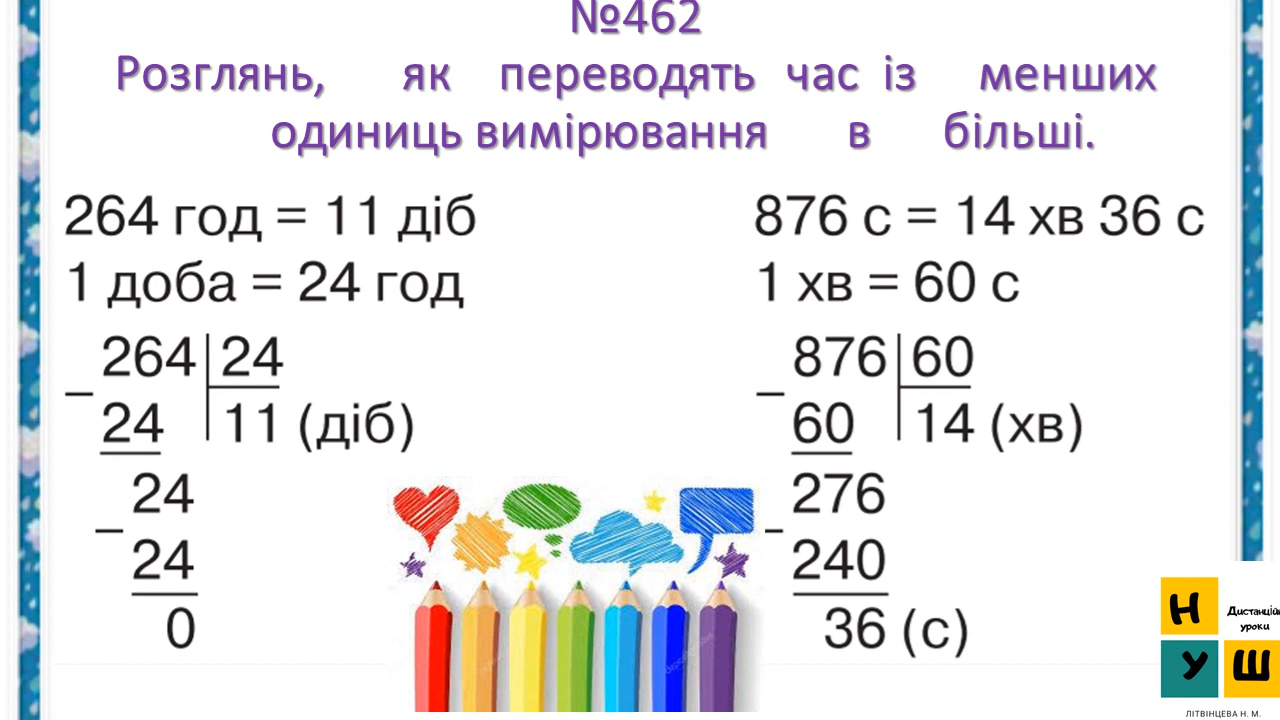 №462
Розглянь, як переводять час із менших
одиниць вимірювання в більші.
264 год = 11 діб
1 доба = 24 год
264 24
−
24 11 (діб)
24
−
24
0
876 с = 14 хв 36 с
1 хв = 60 с
876 60
−
60 14 (хв)
276
-
240
36 (с)
Н
Дистанцій
уроки
У Ш
ЛІТВІНЦЕВА Н. М.